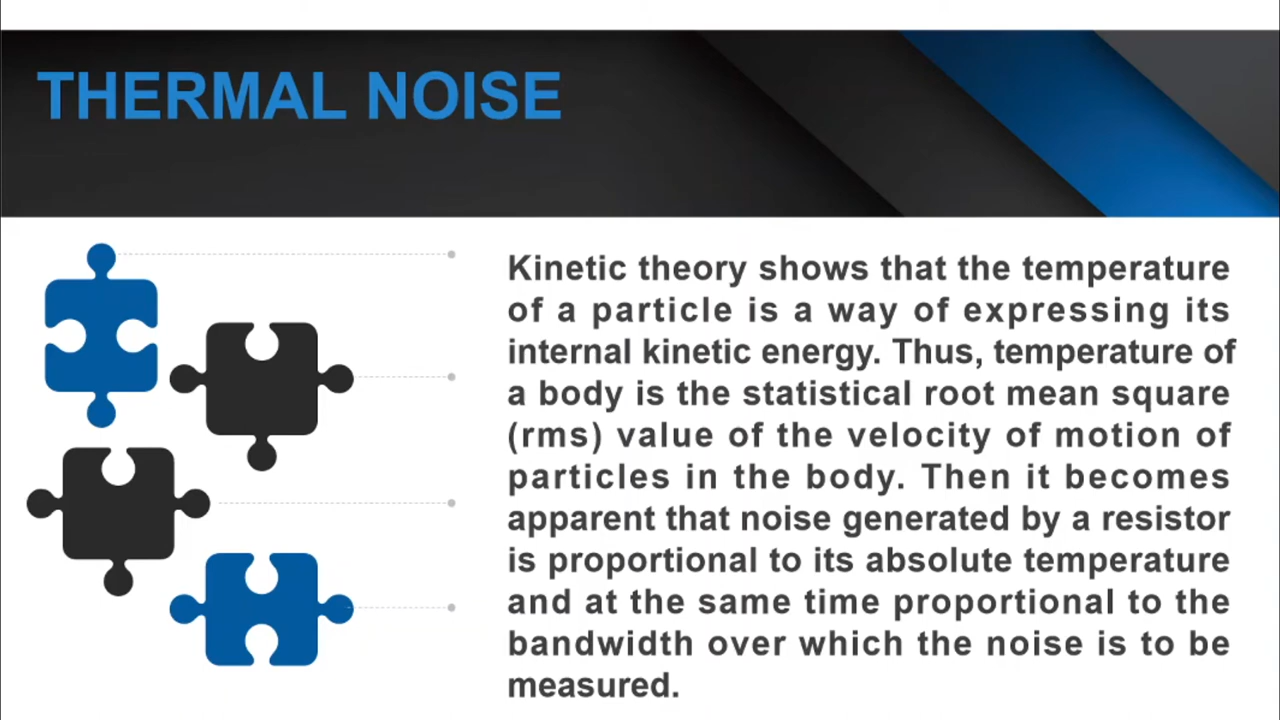 THERMAL NOISE
Kinetic theory shows that the temperature
of a particle is a way of expressing its
internal kinetic energy. Thus, temperature of
a body is the statistical root mean square
(rms) value of the velocity of motion of
particles in the body. Then it becomes
apparent that noise generated by a resistor
is proportional to its absolute temperature
and at the same time proportional to the
bandwidth over which the noise is to be
measured.